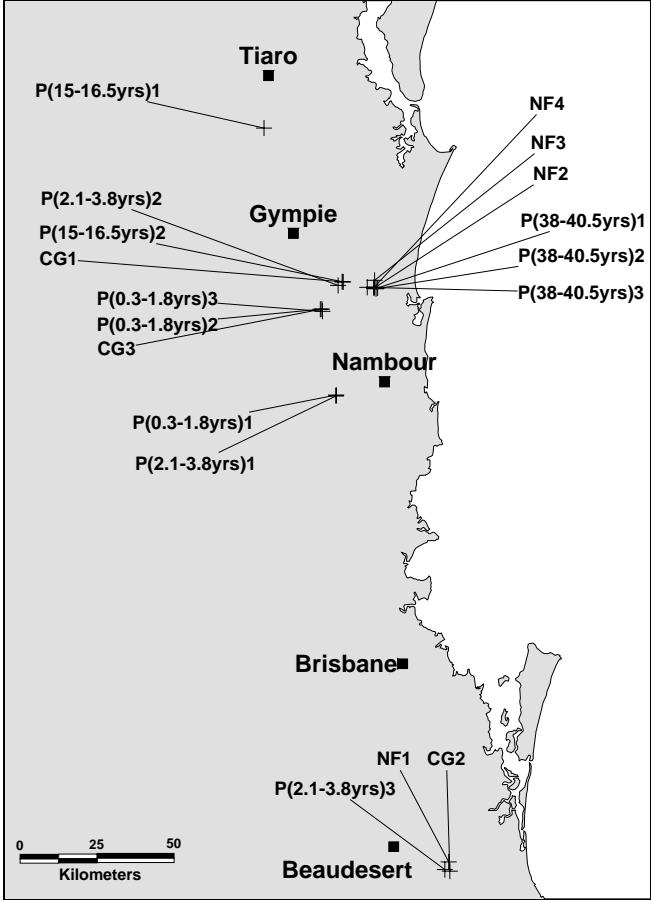 Tiaro
P(15-16.5yrs)1
NF4
NF3
NF2
P(2.1-3.8yrs)2
Gympie
P(38-40.5yrs)1
P(15-16.5yrs)2
CG1
P(38-40.5yrs)2
P(38-40.5yrs)3
P(0.3-1.8yrs)3
P(0.3-1.8yrs)2
CG3
Nambour
P(0.3-1.8yrs)1
P(2.1-3.8yrs)1
Brisbane
NF1
CG2
P(2.1-3.8yrs)3
0 25 50
Kilometers
Beaudesert